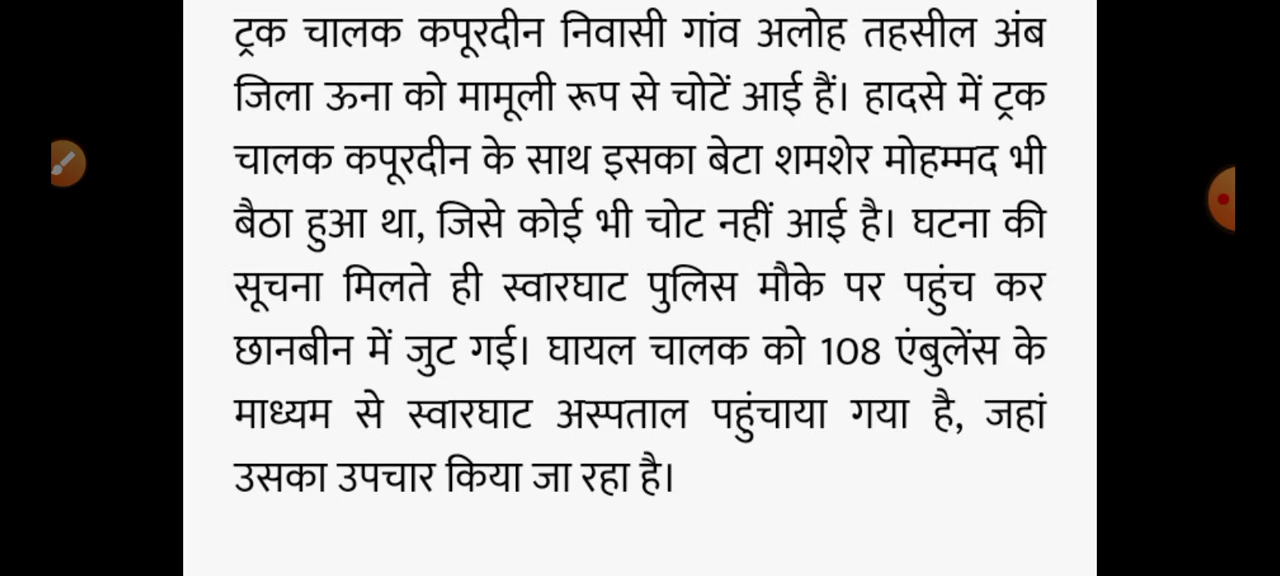 ट्रक चालक कपूरदीन निवासी गांव अलोह तहसील अंब
जिला ऊना को मामूली रूप से चोटें आई हैं। हादसे में ट्रक
चालक कपूरदीन के साथ इसका बेटा शमशेर मोहम्मद भी
बैठा हुआ था, जिसे कोई भी चोट नहीं आई है। घटना की
सूचना मिलते ही स्वारघाट पुलिस मौके पर पहुंच कर
छानबीन में जुट गई। घायल चालक को 108 एंबुलेंस के
माध्यम से स्वारघाट अस्पताल पहुंचाया गया है, जहां
उसका उपचार किया जा रहा है।